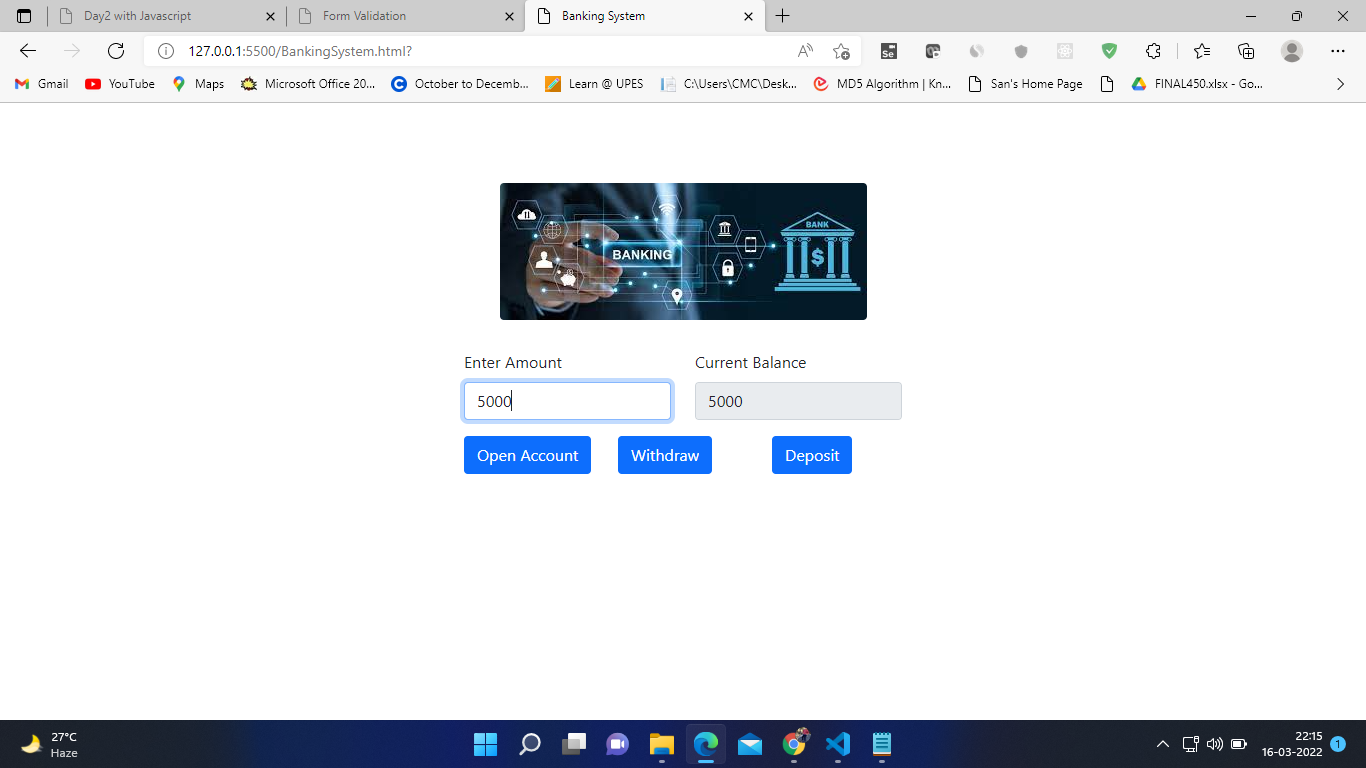 Day2 with Javascript
Form Validation
Banking System
127.0.0.1:5500/BankingSystem.html?
Gmail
YouTube
Maps
Microsoft Office 20...
October to Decemb...
Learn @ UPES
C:\Users\CMC\Desk...
MD5 Algorithm | Kn...
San's Home Page
FINAL450.xlsx - Go...
BANKING
BANK
$
Enter Amount
Current Balance
5000
5000
Open Account
Withdraw
Deposit
27°C
Haze
22:15
16-03-2022
1